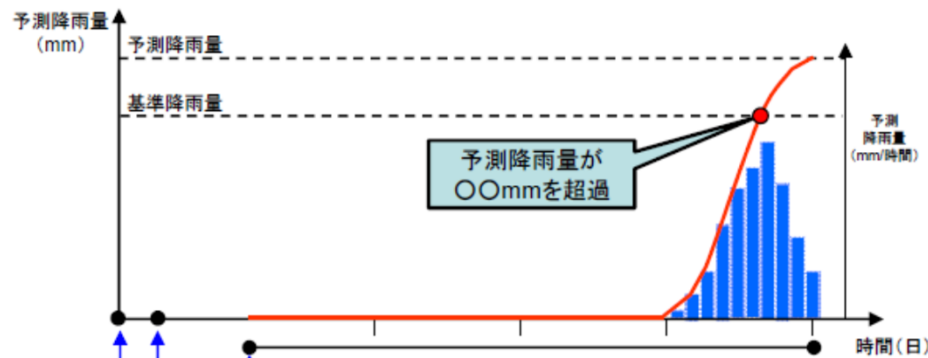 予測降雨量
（mm）
予測降雨量
基準降雨量
予測
降雨量
(mm/時間)
予測降雨量が
〇〇mmを超過
時間(日)